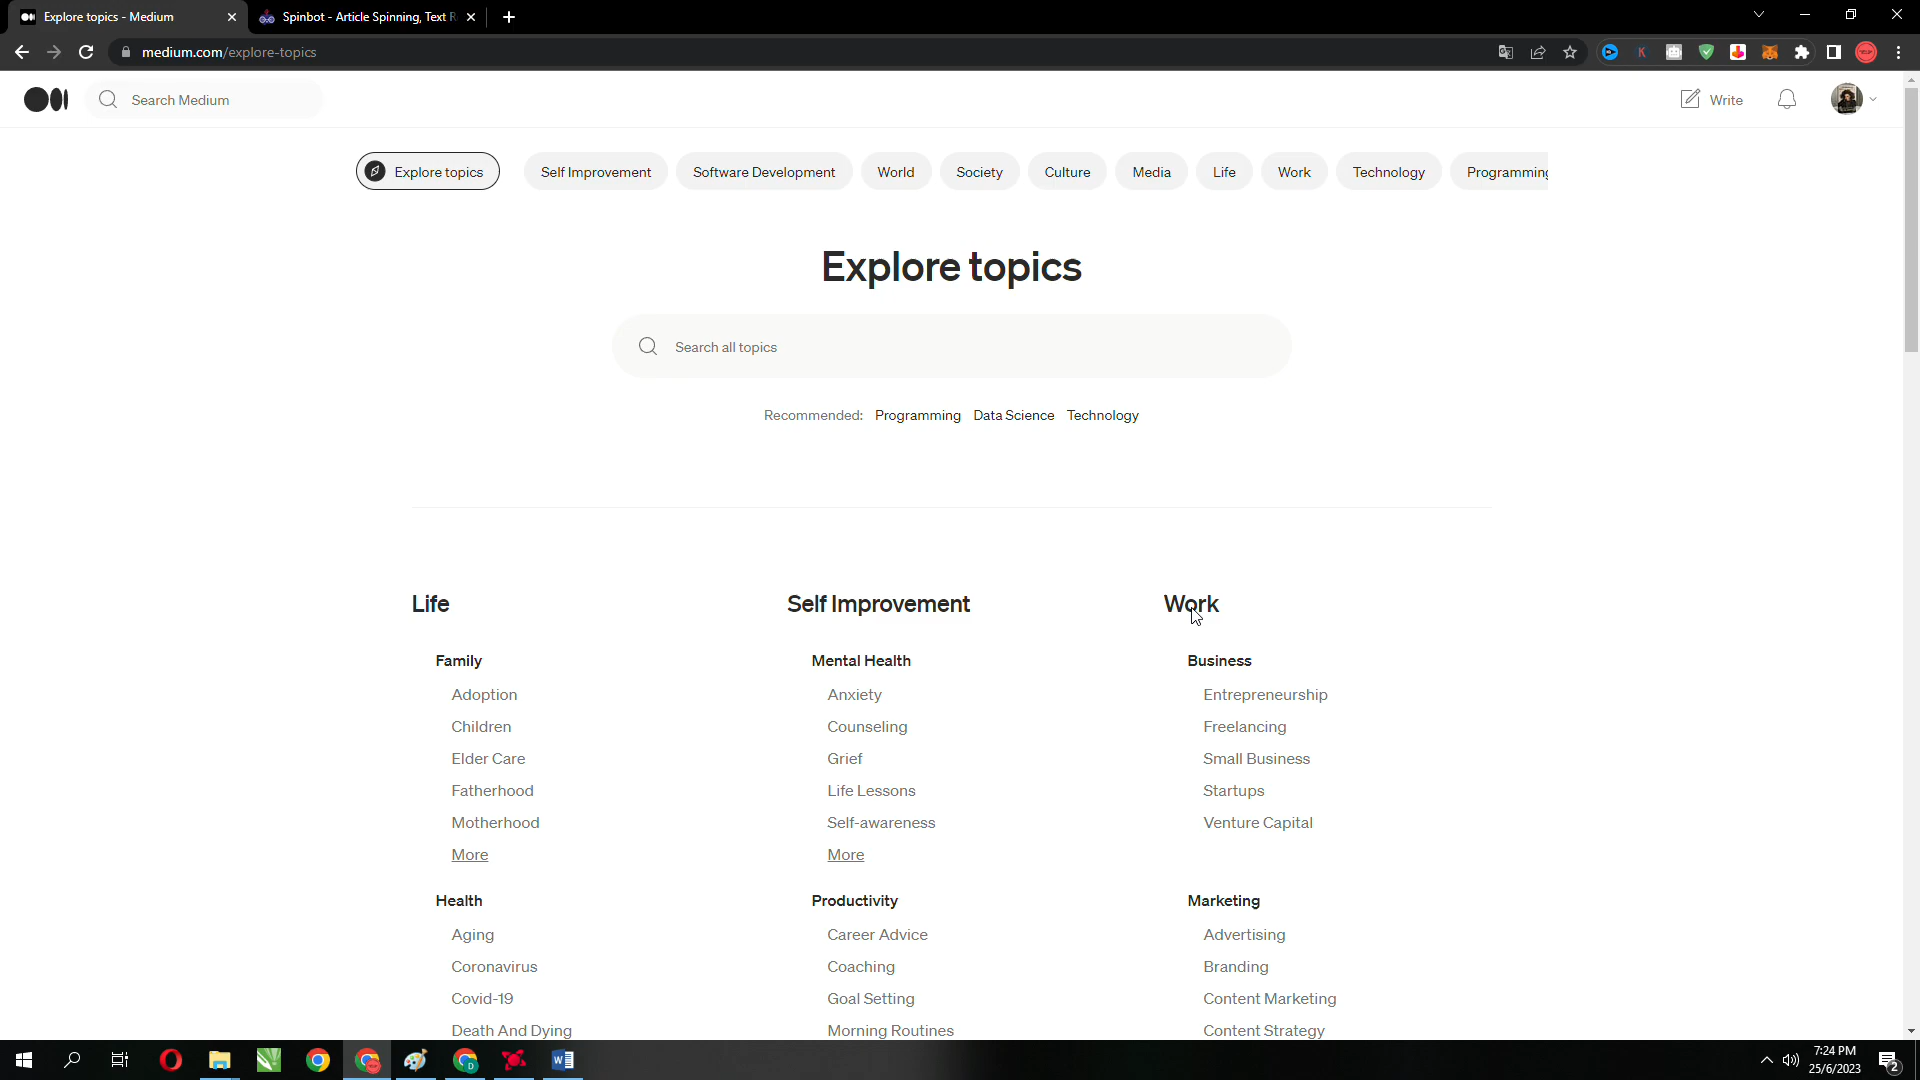 Explore topics - Medium
Spinbot - Article Spinning, Text R
medium.com/explore-topics
Search Medium
Write
Explore topics
Self Improvement
Software Development
World
Society
Culture
Media
Life
Work
Technology
Programming
Explore topics
Search all topics
Recommended: Programming Data Science Technology
Life
Family
Adoption
Children
Elder Care
Fatherhood
Motherhood
More
Health
Aging
Coronavirus
Covid-19
Death And Dying
Self Improvement
Mental Health
Anxiety
Counseling
Grief
Life Lessons
Self-awareness
More
Productivity
Career Advice
Coaching
Goal Setting
Morning Routines
Work
Business
Entrepreneurship
Freelancing
Small Business
Startups
Venture Capital
Marketing
Advertising
Branding
Content Marketing
Content Strategy
7:24 PM
25/6/2023
2